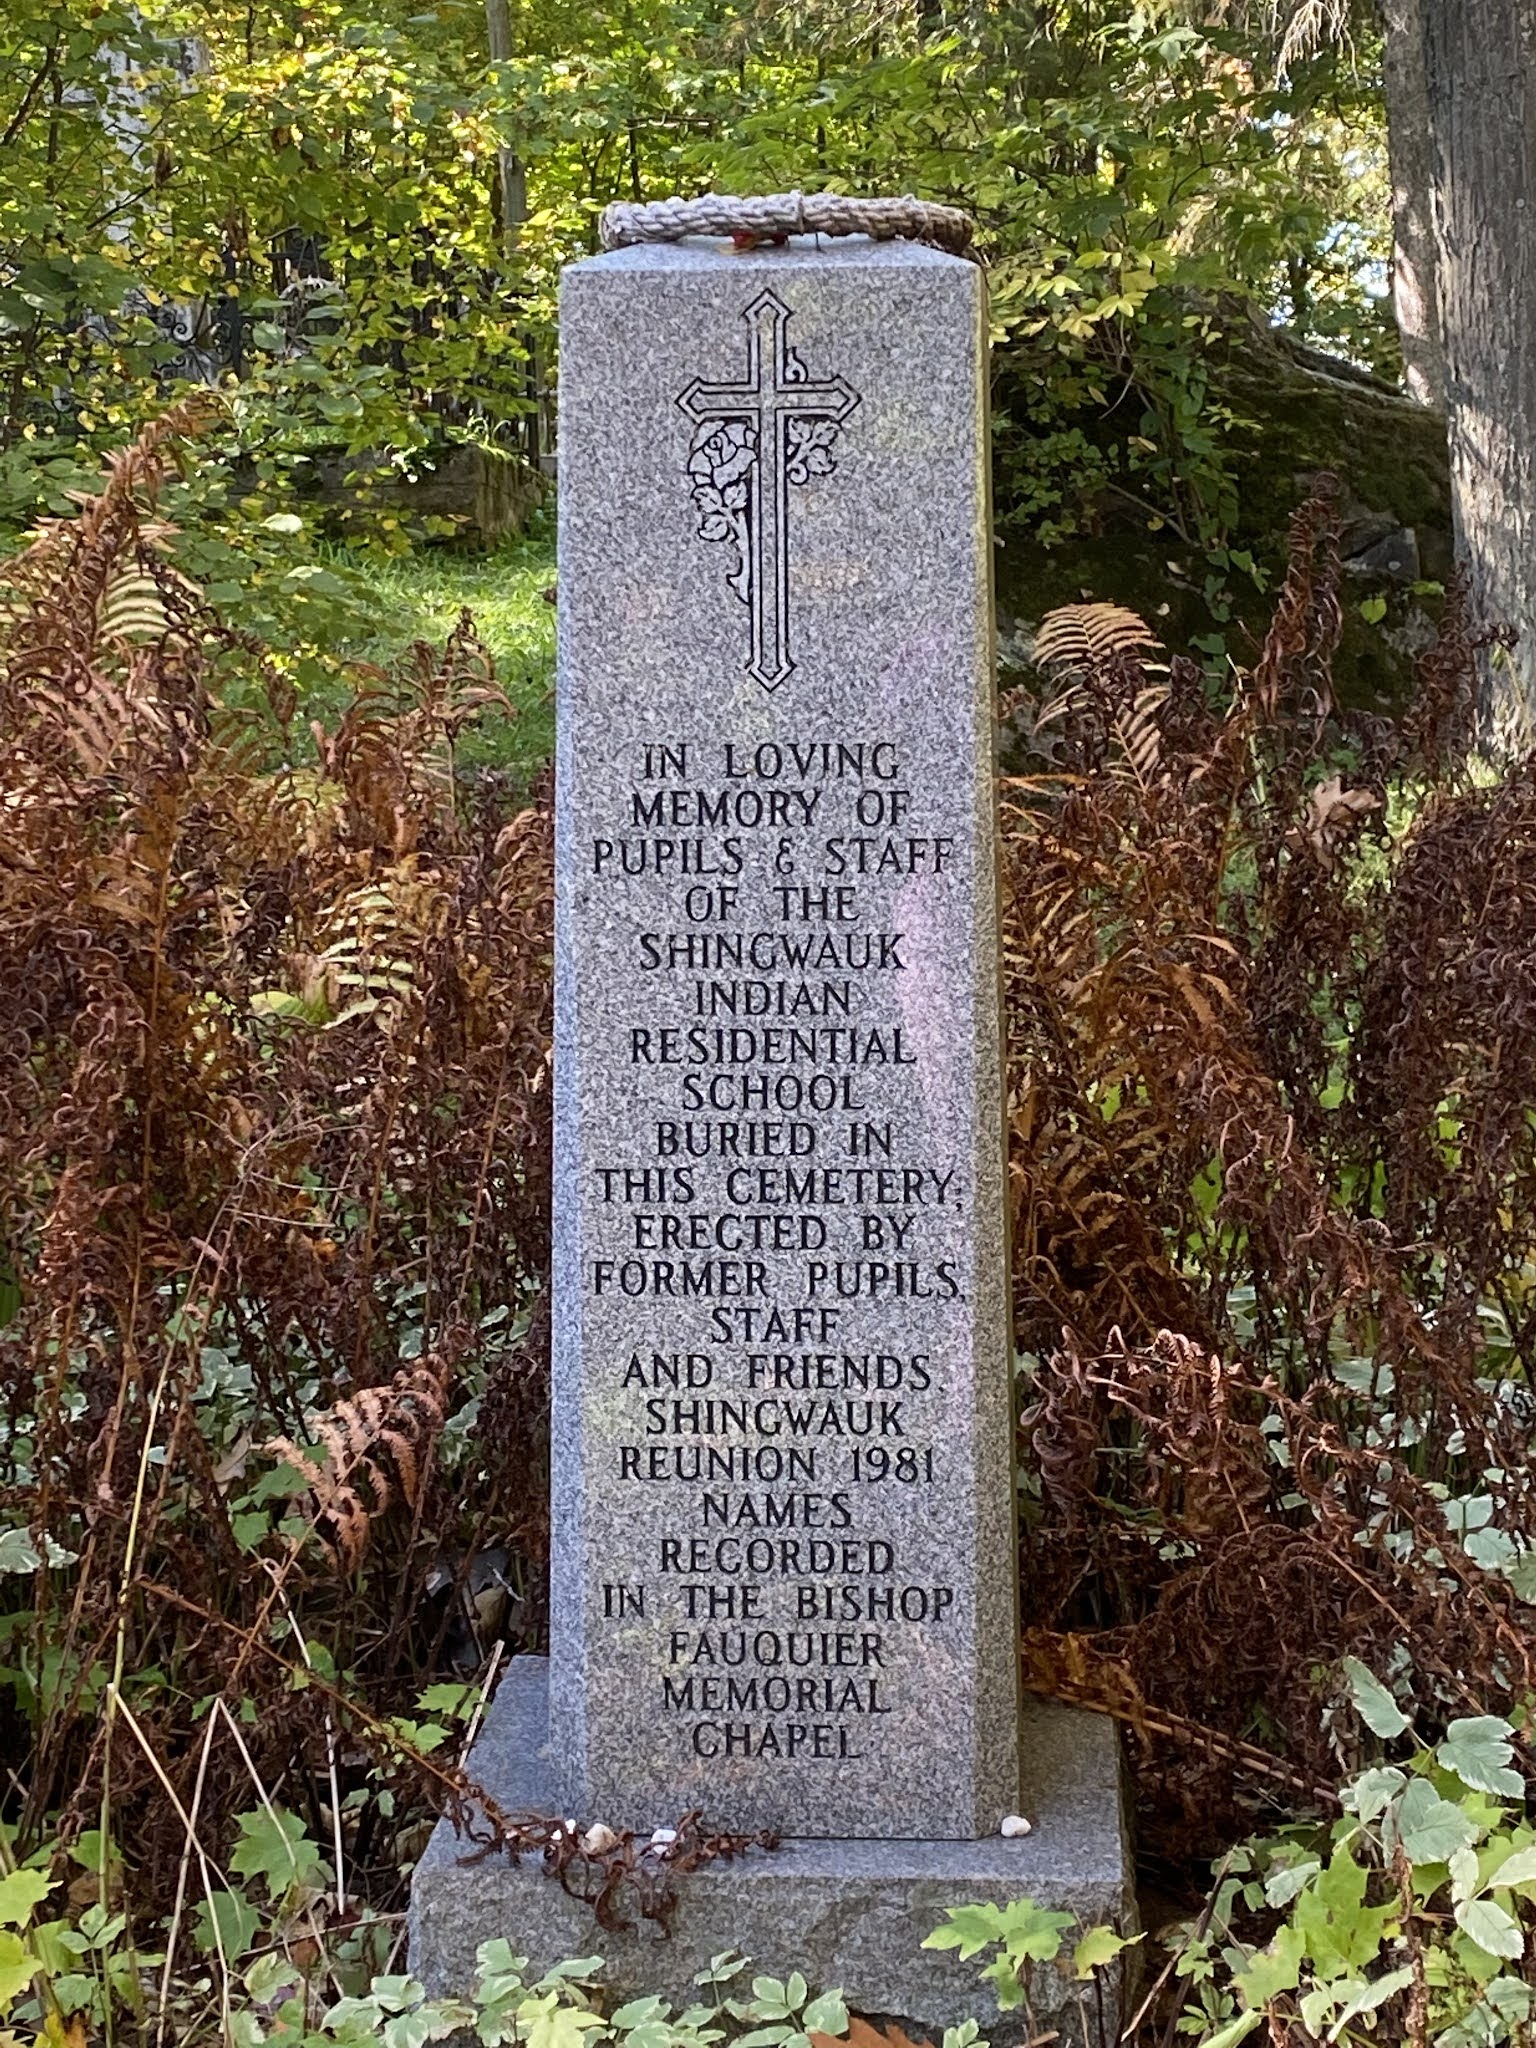 IN LOVING
MEMORY OF
PUPILS & STAFF
OF THE
SHINGWAUK
INDIAN
RESIDENTIAL
SCHOOL
BURIED IN
THIS CEMETERY;
ERECTED BY
FORMER PUPILS,
STAFF
AND FRIENDS.
SHINGWAUK
REUNION 1981
NAMES
RECORDED
IN THE BISHOP
FAUQUIER
MEMORIAL
CHAPEL